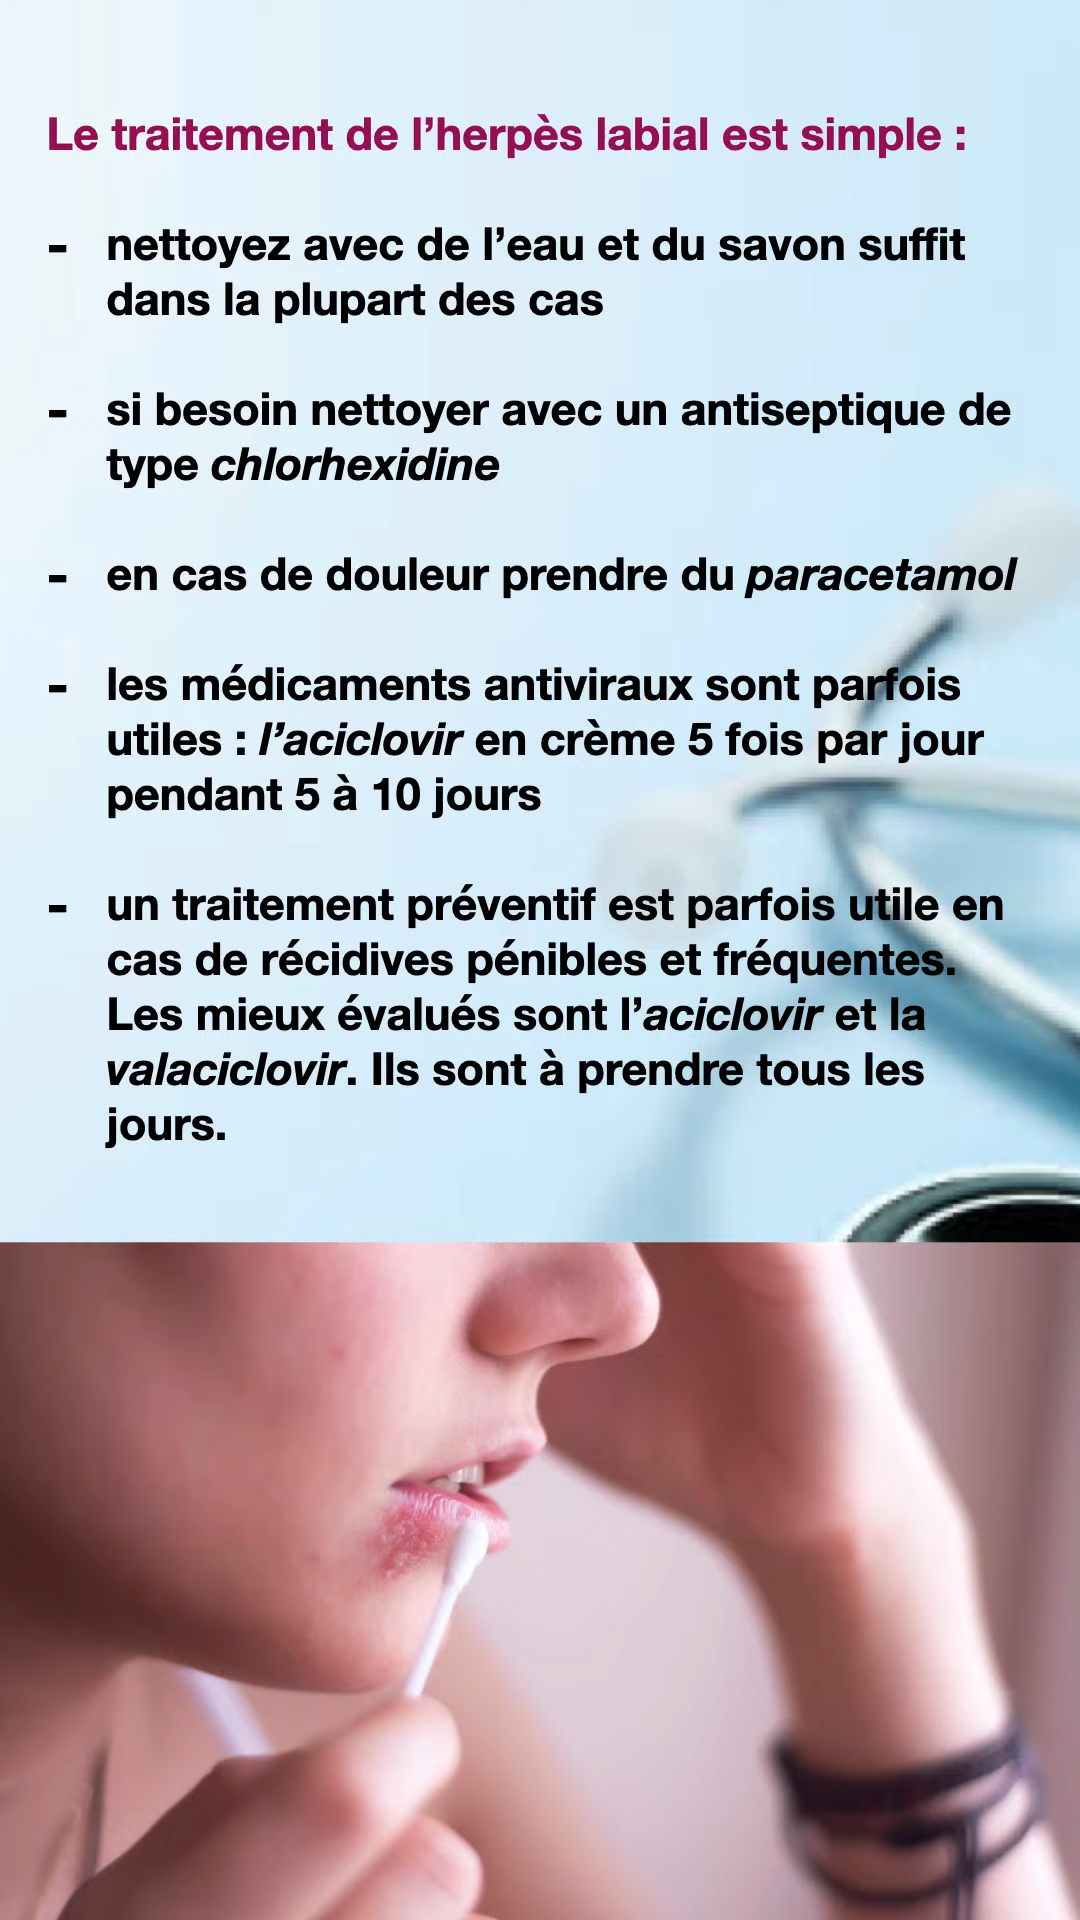 Le traitement de l’herpès labial est simple :
- nettoyez avec de l’eau et du savon suffit
dans la plupart des cas
- si besoin nettoyer avec un antiseptique de
type chlorhexidine
- en cas de douleur prendre du paracetamol
- les médicaments antiviraux sont parfois
utiles : l’aciclovir en crème 5 fois par jour
pendant 5 à 10 jours
- un traitement préventif est parfois utile en
cas de récidives pénibles et fréquentes.
Les mieux évalués sont l’aciclovir et la
valaciclovir. Ils sont à prendre tous les
jours.